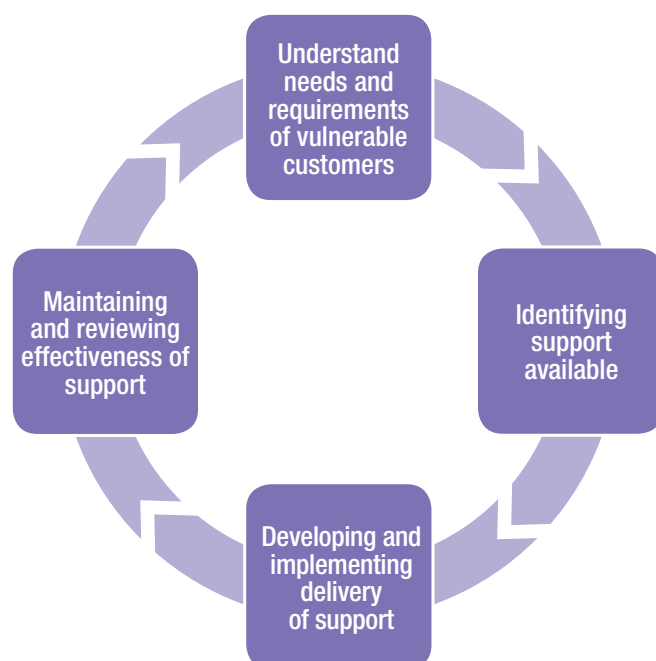 Understand
needs and
requirements
of vulnerable
customers
Identifying
support
available
Developing and
implementing
delivery
of support
Maintaining
and reviewing
effectiveness of
support